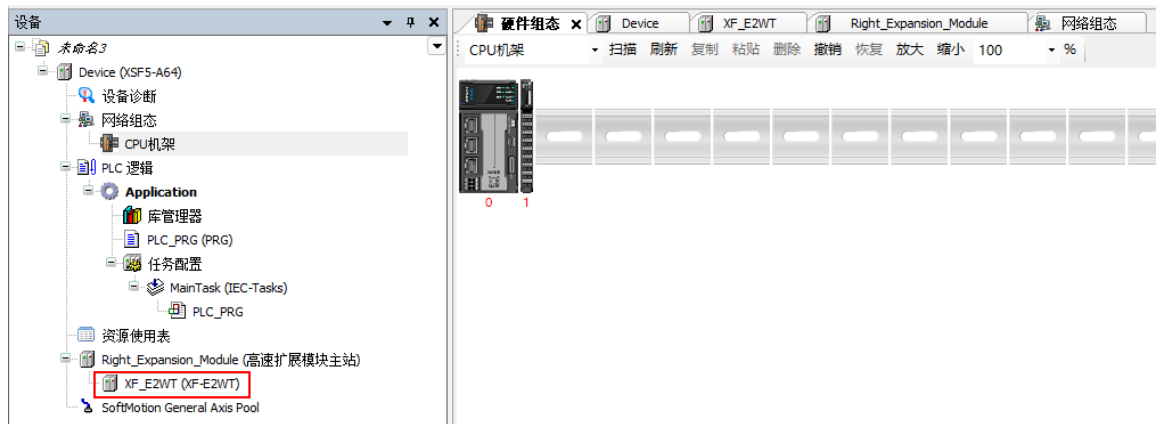 设备
未命名3
Device (XSF5-A64)
设备诊断
网络组态
CPU机架
PLC 逻辑
Application
库管理器
PLC_PRG (PRG)
任务配置
MainTask (IEC-Tasks)
PLC_PRG
资源使用表
Right_Expansion_Module (高速扩展模块主站)
XF_E2WT (XF-E2WT)
SoftMotion General Axis Pool
硬件组态 Device XF_E2WT Right_Expansion_Module 网络组态
CPU机架 扫描 刷新 复制 粘贴 删除 撤销 恢复 放大 缩小 100 %
0 1